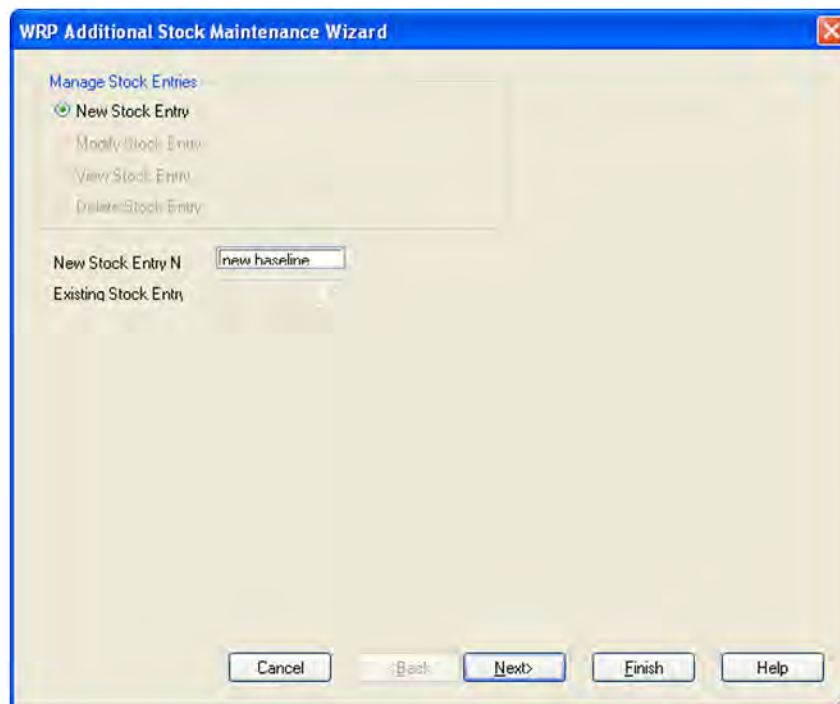 WRP Additional Stock Maintenance Wizard
Manage Stock Entries
New Stock Entry
Modify Stock Entry
View Stock Entry
Delete Stock Entry
New Stock Entry N new baseline
Existing Stock Entry
Cancel <Back Next> Finish Help